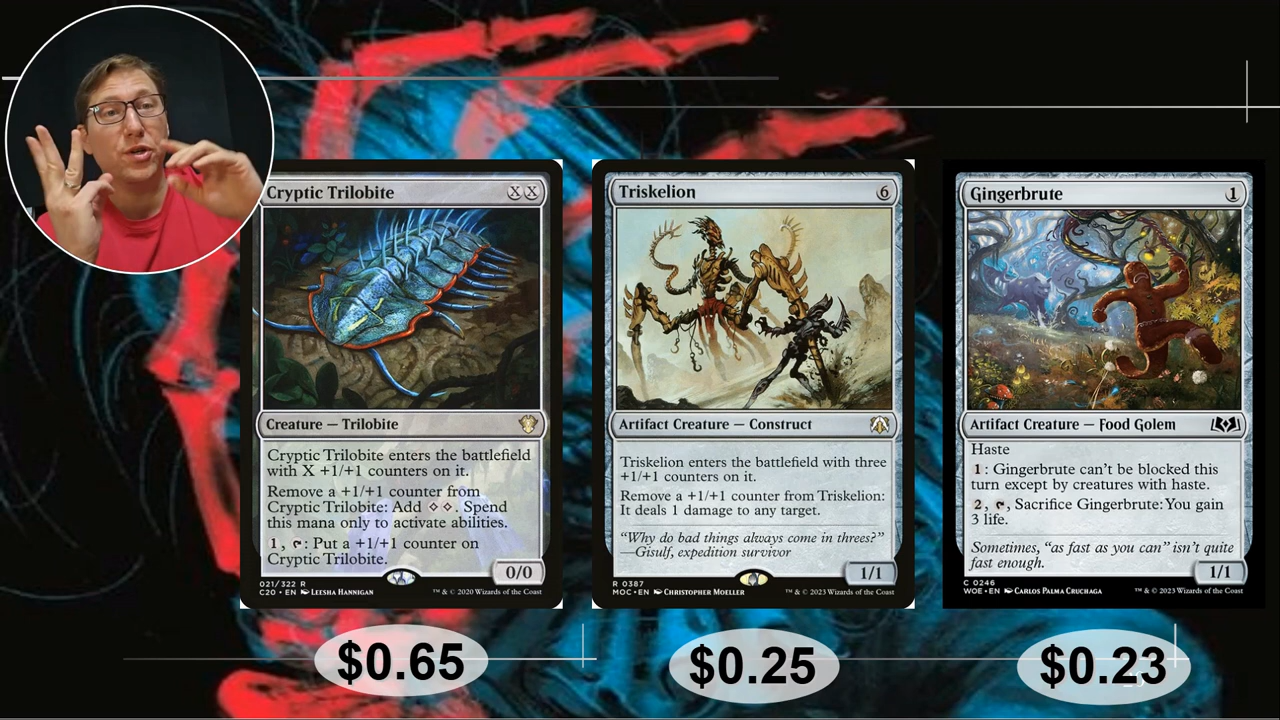 Cryptic Trilobite
XX
Creature — Trilobite
Cryptic Trilobite enters the battlefield
with X +1/+1 counters on it.
Remove a +1/+1 counter from
Cryptic Trilobite: Add ◇◇. Spend
this mana only to activate abilities.
1, : Put a +1/+1 counter on
Cryptic Trilobite.
0/0
021/322 R
C20 • EN Leesha Hannigan
™ & © 2020 Wizards of the Coast
$0.65
Triskelion
6
Artifact Creature — Construct
Triskelion enters the battlefield with three
+1/+1 counters on it.
Remove a +1/+1 counter from Triskelion:
It deals 1 damage to any target.
“Why do bad things always come in threes?”
—Gisulf, expedition survivor
1/1
R 0387
MOC • EN Christopher Moeller
™ & © 2023 Wizards of the Coast
$0.25
Gingerbrute
1
Artifact Creature — Food Golem
Haste
1: Gingerbrute can’t be blocked this
turn except by creatures with haste.
2, , Sacrifice Gingerbrute: You gain
3 life.
Sometimes, “as fast as you can” isn’t quite
fast enough.
1/1
C 0246
WOE • EN Carlos Palma Cruchaga
™ & © 2023 Wizards of the Coast
$0.23